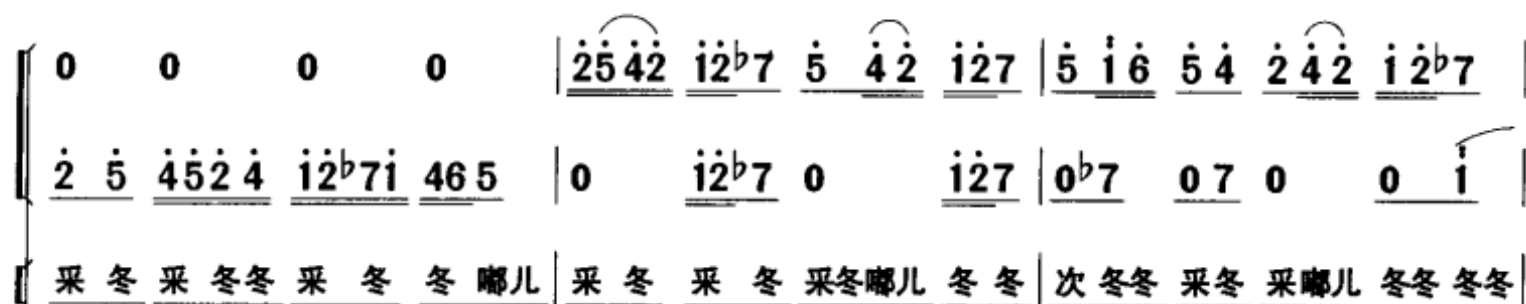 0 0 0 0 | 2542 12♭7 5 42 127 | 5 16 54 242 12♭7 |
2 5 4524 12♭71 465 | 0 12♭7 0 127 | 0♭7 07 0 0 1 |
采 冬 采 冬冬 采 冬 冬 嘟儿 | 采 冬 采 冬 采冬嘟儿 冬 冬 | 次 冬冬 采冬 采嘟儿 冬冬 冬冬